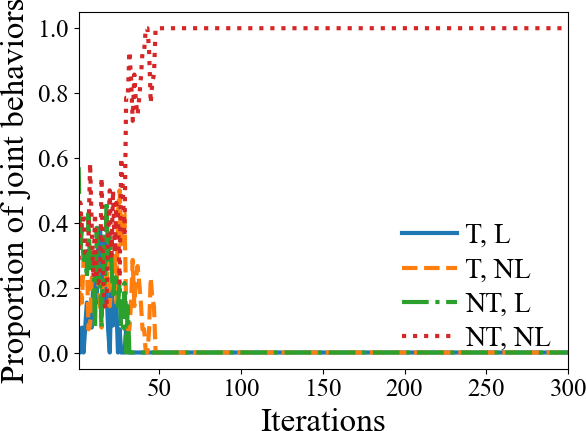 Proportion of joint behaviors
1.0
0.8
0.6
0.4
0.2
0.0
T, L
T, NL
NT, L
NT, NL
50 100 150 200 250 300
Iterations